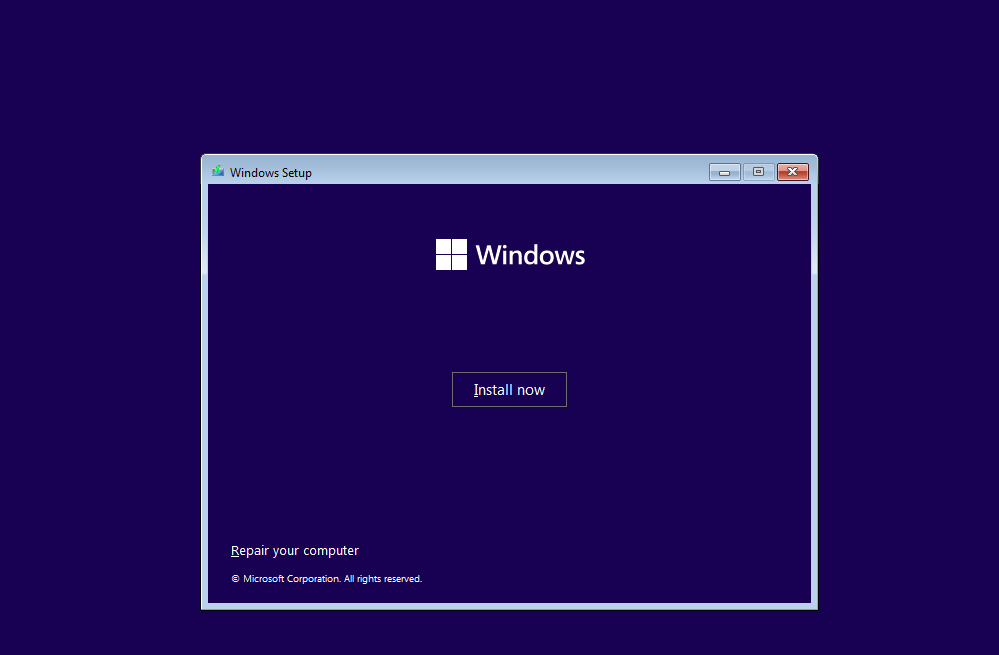 Windows Setup
Windows
Install now
Repair your computer
© Microsoft Corporation. All rights reserved.